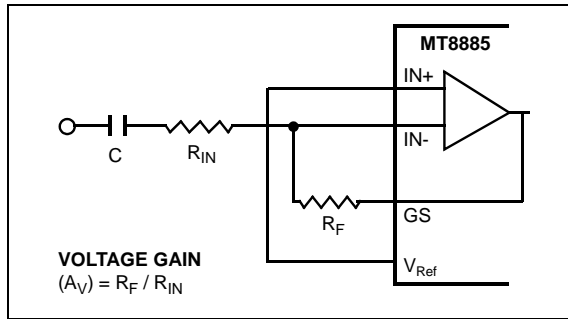 MT8885
IN+
IN-
C
R_IN
R_F
GS
VOLTAGE GAIN
(A_V) = R_F / R_IN
V_Ref